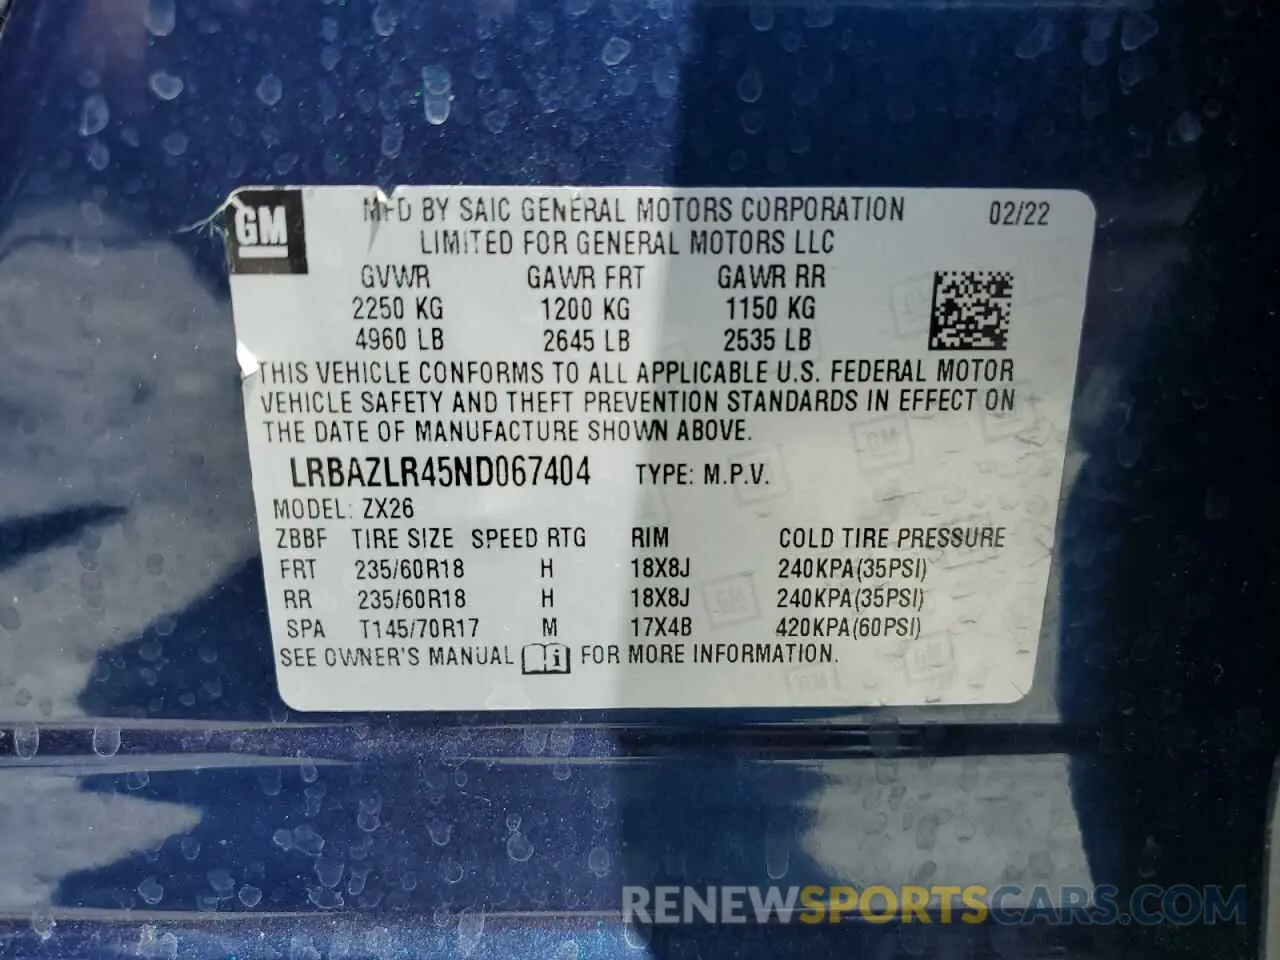 GM
MFD BY SAIC GENERAL MOTORS CORPORATION 02/22
LIMITED FOR GENERAL MOTORS LLC
GVWR GAWR FRT GAWR RR
2250 KG 1200 KG 1150 KG
4960 LB 2645 LB 2535 LB
THIS VEHICLE CONFORMS TO ALL APPLICABLE U.S. FEDERAL MOTOR
VEHICLE SAFETY AND THEFT PREVENTION STANDARDS IN EFFECT ON
THE DATE OF MANUFACTURE SHOWN ABOVE.
LRBAZLR45ND067404 TYPE: M.P.V.
MODEL: ZX26
ZBBF TIRE SIZE SPEED RTG RIM COLD TIRE PRESSURE
FRT 235/60R18 H 18X8J 240KPA(35PSI)
RR 235/60R18 H 18X8J 240KPA(35PSI)
SPA T145/70R17 M 17X4B 420KPA(60PSI)
SEE OWNER'S MANUAL i FOR MORE INFORMATION.
RENEWSPORTSCARS.COM